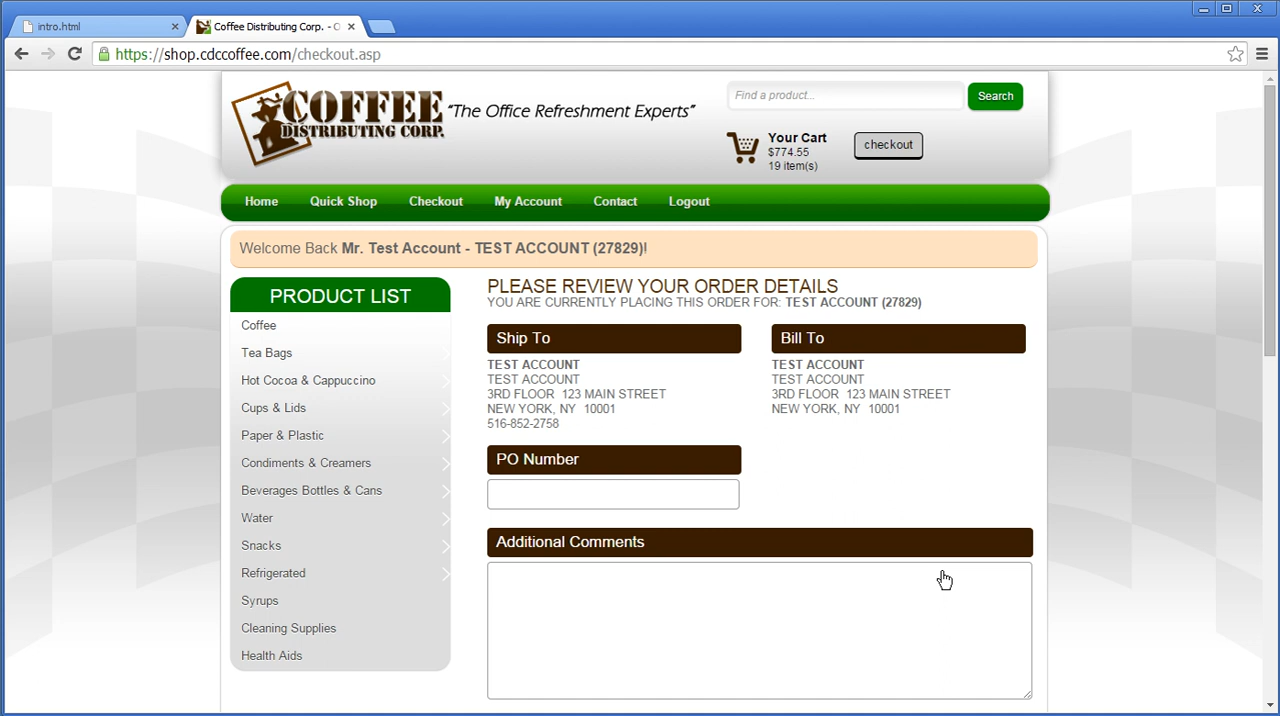 intro.html
Coffee Distributing Corp. - O
https://shop.cdccoffee.com/checkout.asp
COFFEE
DISTRIBUTING CORP.
"The Office Refreshment Experts"
Find a product...
Search
Your Cart
$774.55
19 item(s)
checkout
Home Quick Shop Checkout My Account Contact Logout
Welcome Back Mr. Test Account - TEST ACCOUNT (27829)!
PRODUCT LIST
Coffee
Tea Bags
Hot Cocoa & Cappuccino
Cups & Lids
Paper & Plastic
Condiments & Creamers
Beverages Bottles & Cans
Water
Snacks
Refrigerated
Syrups
Cleaning Supplies
Health Aids
PLEASE REVIEW YOUR ORDER DETAILS
YOU ARE CURRENTLY PLACING THIS ORDER FOR: TEST ACCOUNT (27829)
Ship To
TEST ACCOUNT
TEST ACCOUNT
3RD FLOOR 123 MAIN STREET
NEW YORK, NY 10001
516-852-2758
Bill To
TEST ACCOUNT
TEST ACCOUNT
3RD FLOOR 123 MAIN STREET
NEW YORK, NY 10001
PO Number
Additional Comments